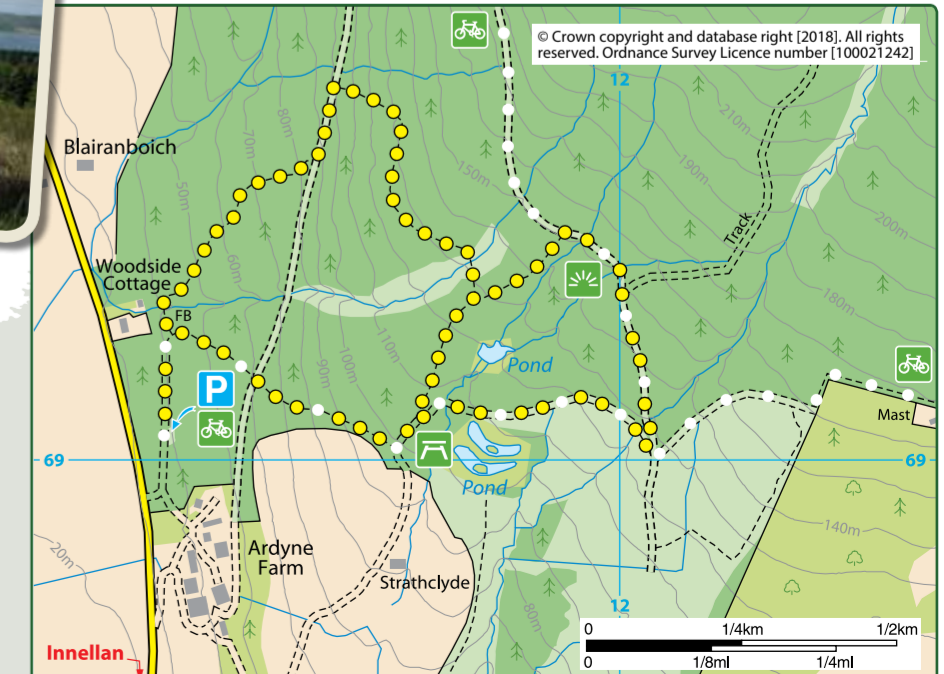 © Crown copyright and database right [2018]. All rights
reserved. Ordnance Survey Licence number [100021242]
12
210m
80m
Blairanboich
70m
150m
190m
50m
200m
Track
Woodside
Cottage
60m
180m
FB
110m
100m
90m
Pond
P
Mast
69
69
Pond
140m
Ardyne
Farm
20m
Strathclyde
80m
12
Innellan
0 1/4km 1/2km
0 1/8ml 1/4ml